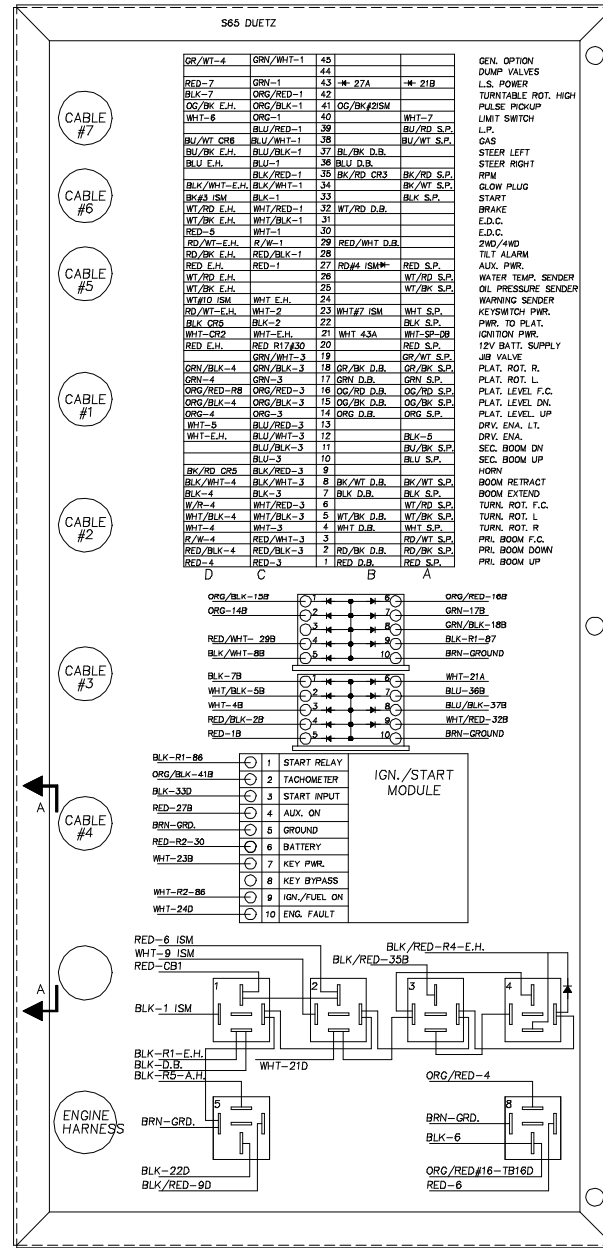 S65 DUETZ
GR/WT-4 GRN/WHT-1 45 GEN. OPTION
44 DUMP VALVES
RED-7 GRN-1 43 27A 21B L.S. POWER
BLK-7 ORG/RED-1 42 TURNTABLE ROT. HIGH
OG/BK E.H. ORG/BLK-1 41 OG/BK#2ISM PULSE PICKUP
WHT-6 ORG-1 40 WHT-7 LIMIT SWITCH
BLU/RED-1 39 BU/RD S.P. L.P.
BU/WT CR6 BLU/WHT-1 38 BU/WT S.P. GAS
BU/BK E.H. BLU/BLK-1 37 BL/BK D.B. STEER LEFT
BLU E.H. BLU-1 36 BLU D.B. STEER RIGHT
BLK/RED-1 35 BK/RD CR3 BK/RD S.P. RPM
BLK/WHT-E.H. BLK/WHT-1 34 BK/WT S.P. GLOW PLUG
BK#3 ISM BLK-1 33 BLK S.P. START
WT/RD E.H. WHT/RED-1 32 WT/RD D.B. BRAKE
WT/BK E.H. WHT/BLK-1 31 E.D.C.
RED-5 WHT-1 30 E.D.C.
RD/WT-E.H. R/W-1 29 RED/WHT D.B. 2WD/4WD
RD/BK E.H. RED/BLK-1 28 TILT ALARM
RED E.H. RED-1 27 RD#4 ISM RED S.P. AUX. PWR.
WT/RD E.H. 26 WT/RD S.P. WATER TEMP. SENDER
WT/BK E.H. 25 WT/BK S.P. OIL PRESSURE SENDER
WT#10 ISM WHT E.H. 24 WARNING SENDER
RD/WT-E.H. WHT-2 23 WHT#7 ISM WHT S.P. KEYSWITCH PWR.
BLK CR5 BLK-2 22 BLK S.P. PWR. TO PLAT.
WHT-CR2 WHT-E.H. 21 WHT 43A WHT-SP-DB IGNITION PWR.
RED E.H. RED R17#30 20 RED S.P. 12V BATT. SUPPLY
GRN/WHT-3 19 GR/WT S.P. JIB VALVE
GRN/BLK-4 GRN/BLK-3 18 GR/BK D.B. GR/BK S.P. PLAT. ROT. R.
GRN-4 GRN-3 17 GRN D.B. GRN S.P. PLAT. ROT. L.
ORG/RED-R8 ORG/RED-3 16 OG/RD D.B. OG/RD S.P. PLAT. LEVEL F.C.
ORG/BLK-4 ORG/BLK-3 15 OG/BK D.B. OG/BK S.P. PLAT. LEVEL DN.
ORG-4 ORG-3 14 ORG D.B. ORG S.P. PLAT. LEVEL UP
WHT-5 BLU/RED-3 13 DRV. ENA. LT.
WHT-E.H. BLU/WHT-3 12 BLK-5 DRV. ENA.
BLU/BLK-3 11 BU/BK S.P. SEC. BOOM DN
BLU-3 10 BLU S.P. SEC. BOOM UP
BK/RD CR5 BLK/RED-3 9 HORN
BLK/WHT-4 BLK/WHT-3 8 BK/WT D.B. BK/WT S.P. BOOM RETRACT
BLK-4 BLK-3 7 BLK D.B. BLK S.P. BOOM EXTEND
W/R-4 WHT/RED-3 6 WT/RD S.P. TURN. ROT. F.C.
WHT/BLK-4 WHT/BLK-3 5 WT/BK D.B. WT/BK S.P. TURN. ROT. L
WHT-4 WHT-3 4 WHT D.B. WHT S.P. TURN. ROT. R
R/W-4 RED/WHT-3 3 RD/WT S.P. PRI. BOOM F.C.
RED/BLK-4 RED/BLK-3 2 RD/BK D.B. RD/BK S.P. PRI. BOOM DOWN
RED-4 RED-3 1 RED D.B. RED S.P. PRI. BOOM UP
D C B A
CABLE
#7
CABLE
#6
CABLE
#5
CABLE
#1
CABLE
#2
CABLE
#3
CABLE
#4
ENGINE
HARNESS
A
A
ORG/BLK-15B 1 6 ORG/RED-16B
ORG-14B 2 7 GRN-17B
3 8 GRN/BLK-18B
RED/WHT- 29B 4 9 BLK-R1-87
BLK/WHT-8B 5 10 BRN-GROUND
BLK-7B 1 6 WHT-21A
WHT/BLK-5B 2 7 BLU-36B
WHT-4B 3 8 BLU/BLK-37B
RED/BLK-2B 4 9 WHT/RED-32B
RED-1B 5 10 BRN-GROUND
IGN./START
MODULE
BLK-R1-86 1 START RELAY
ORG/BLK-41B 2 TACHOMETER
BLK-33D 3 START INPUT
RED-27B 4 AUX. ON
BRN-GRD. 5 GROUND
RED-R2-30 6 BATTERY
WHT-23B 7 KEY PWR.
8 KEY BYPASS
WHT-R2-86 9 IGN./FUEL ON
WHT-24D 10 ENG. FAULT
RED-6 ISM
WHT-9 ISM
RED-CB1
BLK/RED-R4-E.H.
BLK/RED-35B
1 2 3 4
BLK-1 ISM
BLK-R1-E.H.
BLK-D.B.
BLK-R5-A.H.
WHT-21D
ORG/RED-4
5 8
BRN-GRD.
BRN-GRD.
BLK-6
BLK-22D
BLK/RED-9D
ORG/RED#16-TB16D
RED-6